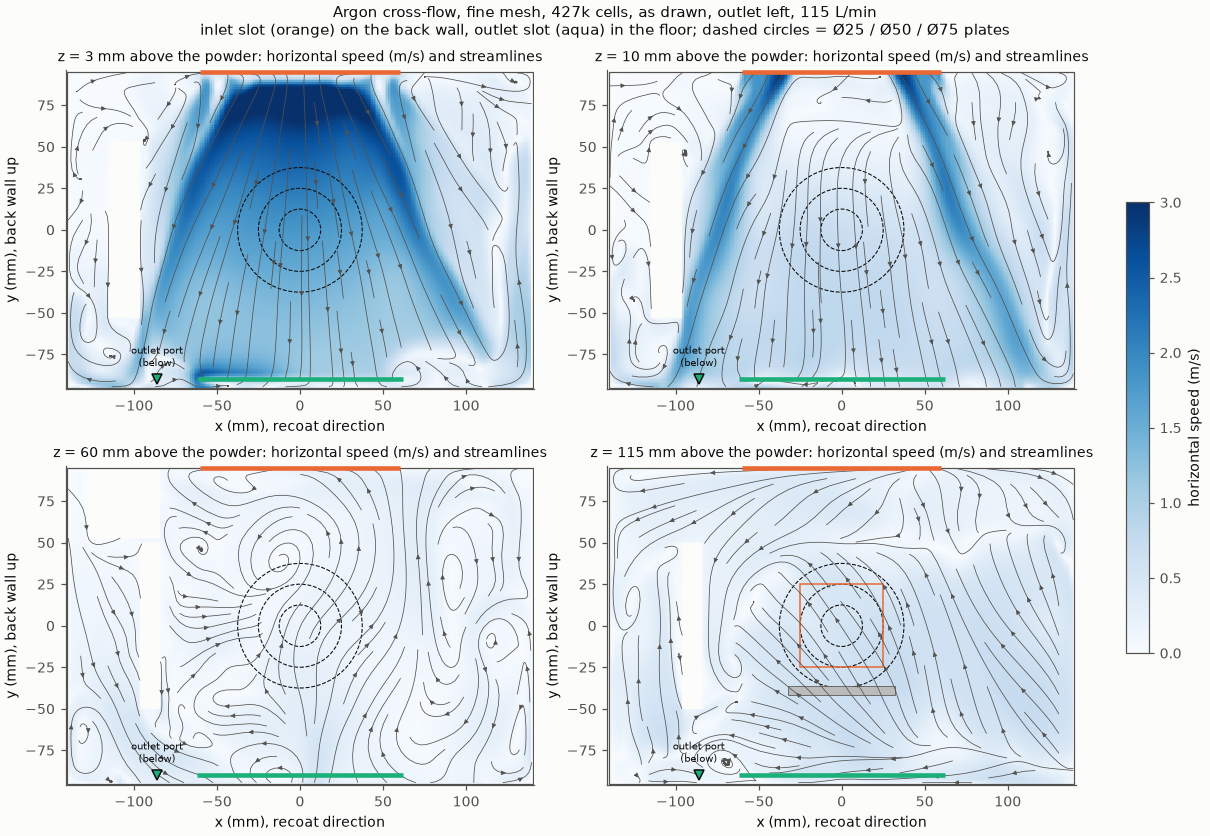 Argon cross-flow, fine mesh, 427k cells, as drawn, outlet left, 115 L/min
inlet slot (orange) on the back wall, outlet slot (aqua) in the floor; dashed circles = Ø25 / Ø50 / Ø75 plates
z = 3 mm above the powder: horizontal speed (m/s) and streamlines
75
50
25
0
−25
−50
−75
y (mm), back wall up
outlet port
(below)
−100
−50
0
50
100
x (mm), recoat direction
z = 10 mm above the powder: horizontal speed (m/s) and streamlines
75
50
25
0
−25
−50
−75
y (mm), back wall up
outlet port
(below)
−100
−50
0
50
100
x (mm), recoat direction
z = 60 mm above the powder: horizontal speed (m/s) and streamlines
75
50
25
0
−25
−50
−75
y (mm), back wall up
outlet port
(below)
−100
−50
0
50
100
x (mm), recoat direction
z = 115 mm above the powder: horizontal speed (m/s) and streamlines
75
50
25
0
−25
−50
−75
y (mm), back wall up
outlet port
(below)
−100
−50
0
50
100
x (mm), recoat direction
3.0
2.5
2.0
1.5
1.0
0.5
0.0
horizontal speed (m/s)